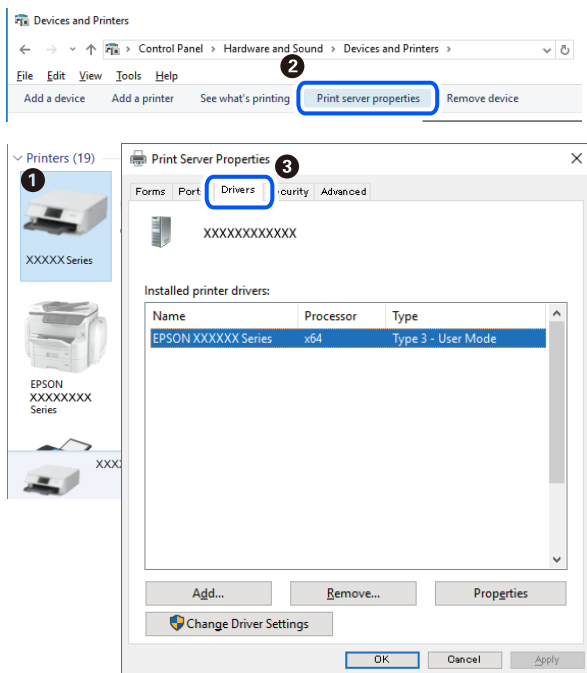 Devices and Printers
Control Panel > Hardware and Sound > Devices and Printers >
2
File Edit View Tools Help
Add a device Add a printer See what's printing Print server properties Remove device
Printers (19)
1
XXXXX Series
EPSON
XXXXXXXX
Series
XXX
Print Server Properties
3
Forms Port Drivers curity Advanced
XXXXXXXXXXXX
Installed printer drivers:
Name Processor Type
EPSON XXXXXX Series x64 Type 3 - User Mode
Add... Remove... Properties
Change Driver Settings
OK Cancel Apply